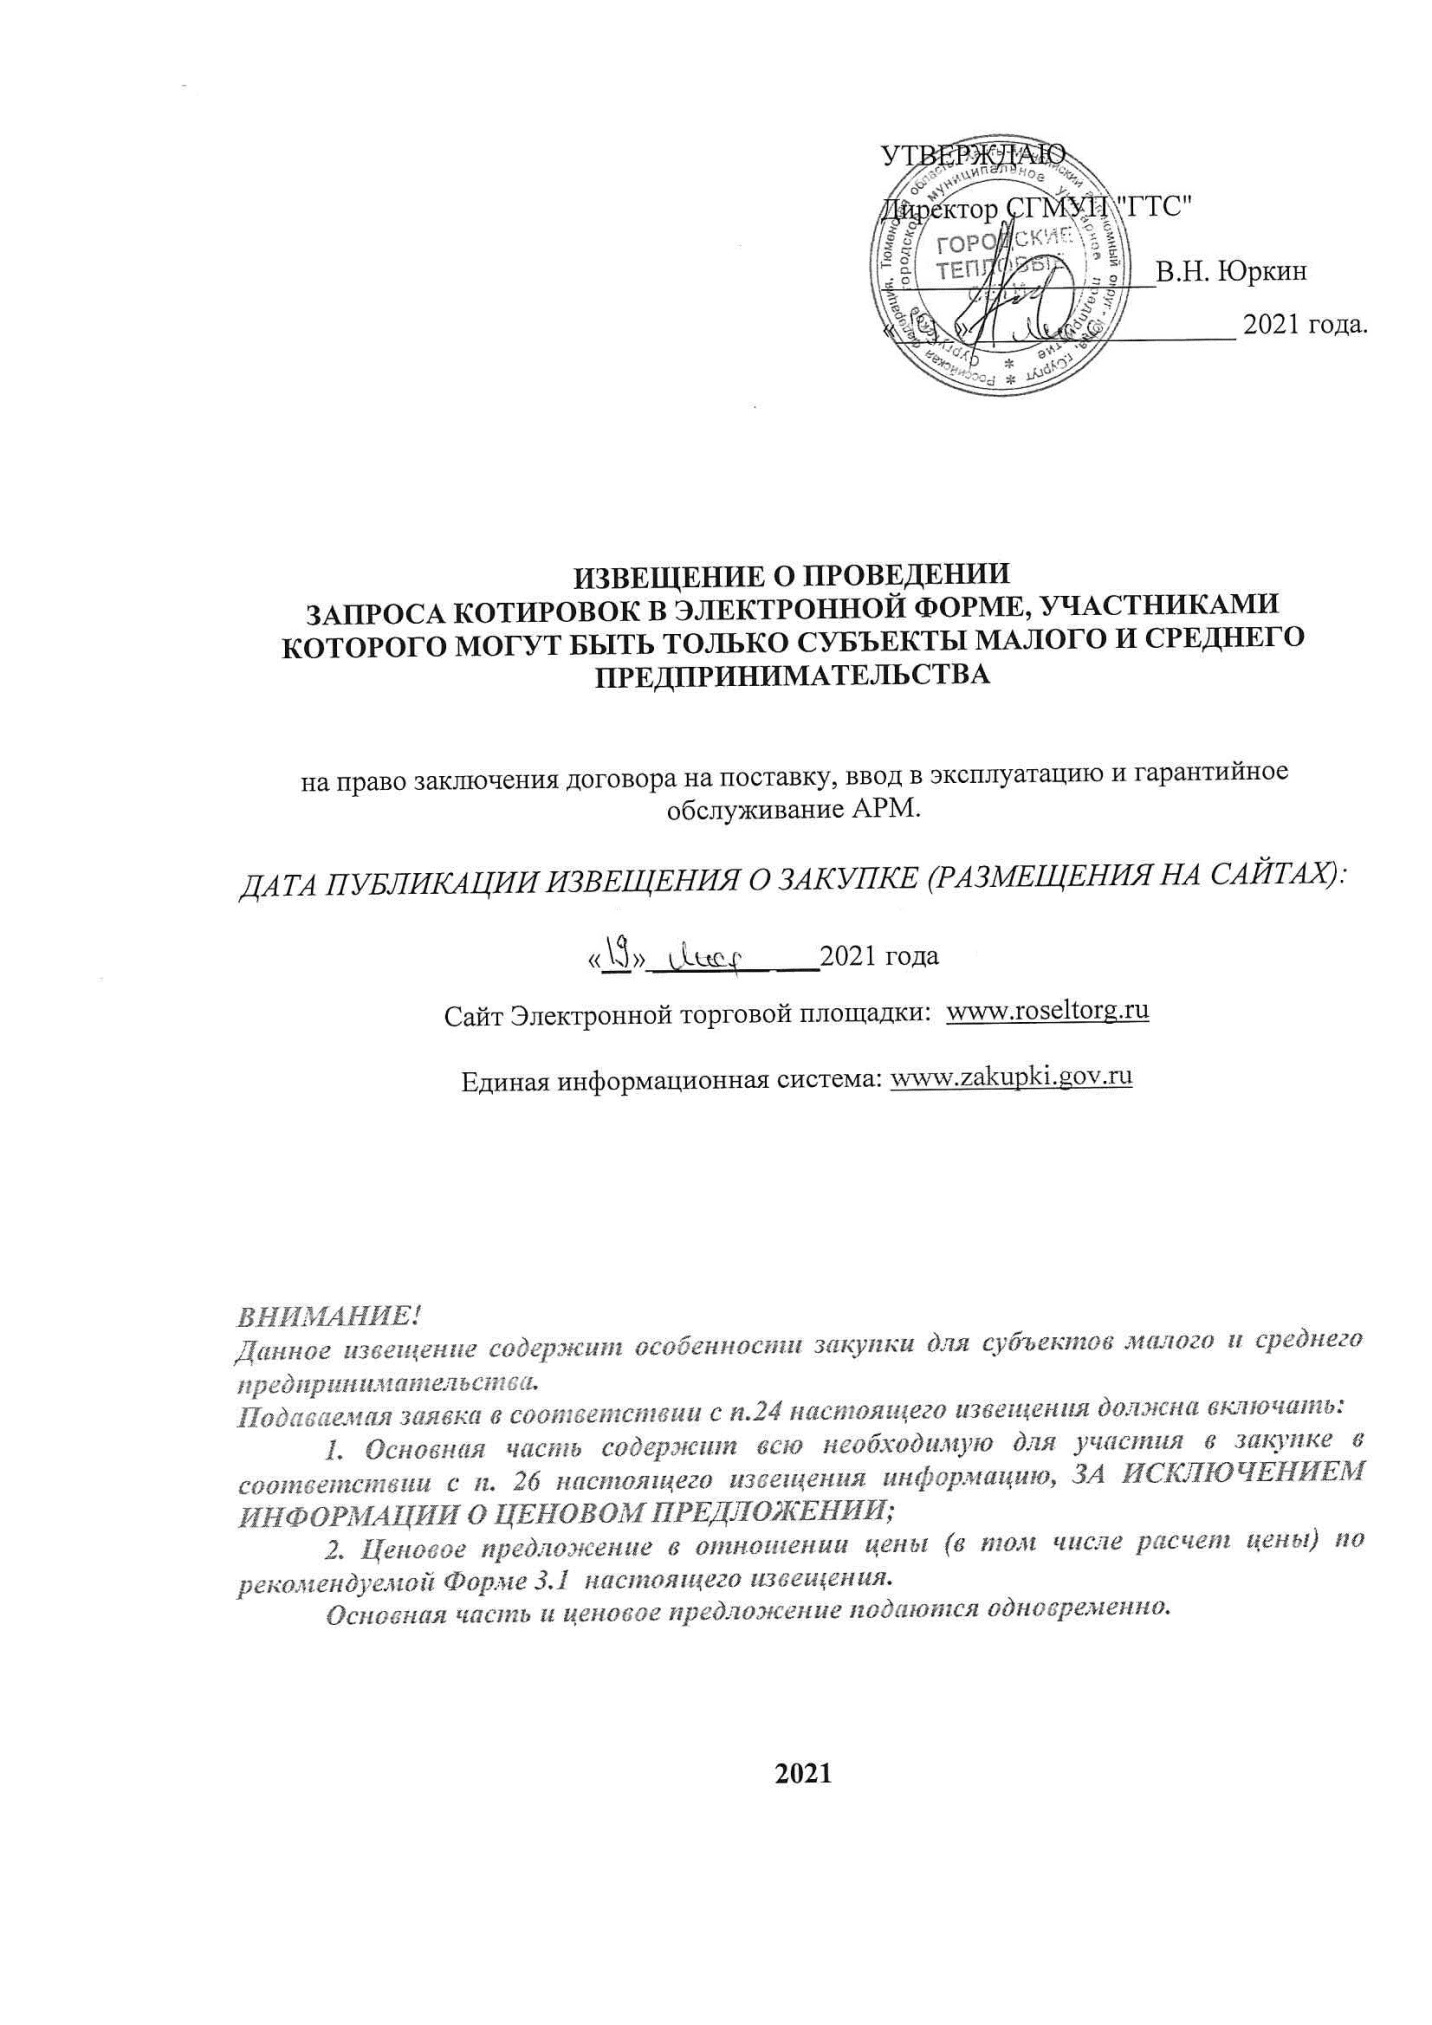 УТВЕРЖДАЮ
Директор СГМУП "ГТС"
В.Н. Юркин
2021 года.
ГОРОДСКИЕ
ТЕПЛОВЫЕ
СЕТИ
ИЗВЕЩЕНИЕ О ПРОВЕДЕНИИ
ЗАПРОСА КОТИРОВОК В ЭЛЕКТРОННОЙ ФОРМЕ, УЧАСТНИКАМИ
КОТОРОГО МОГУТ БЫТЬ ТОЛЬКО СУБЪЕКТЫ МАЛОГО И СРЕДНЕГО
ПРЕДПРИНИМАТЕЛЬСТВА
на право заключения договора на поставку, ввод в эксплуатацию и гарантийное
обслуживание АРМ.
ДАТА ПУБЛИКАЦИИ ИЗВЕЩЕНИЯ О ЗАКУПКЕ (РАЗМЕЩЕНИЯ НА САЙТАХ):
«19» 2021 года
Сайт Электронной торговой площадки: www.roseltorg.ru
Единая информационная система: www.zakupki.gov.ru
ВНИМАНИЕ!
Данное извещение содержит особенности закупки для субъектов малого и среднего
предпринимательства.
Подаваемая заявка в соответствии с п.24 настоящего извещения должна включать:
1. Основная часть содержит всю необходимую для участия в закупке в
соответствии с п. 26 настоящего извещения информацию, ЗА ИСКЛЮЧЕНИЕМ
ИНФОРМАЦИИ О ЦЕНОВОМ ПРЕДЛОЖЕНИИ;
2. Ценовое предложение в отношении цены (в том числе расчет цены) по
рекомендуемой Форме 3.1 настоящего извещения.
Основная часть и ценовое предложение подаются одновременно.
2021